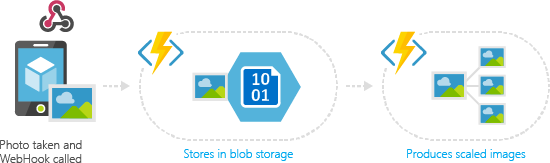 10
01
Photo taken and
WebHook called
Stores in blob storage
Produces scaled images